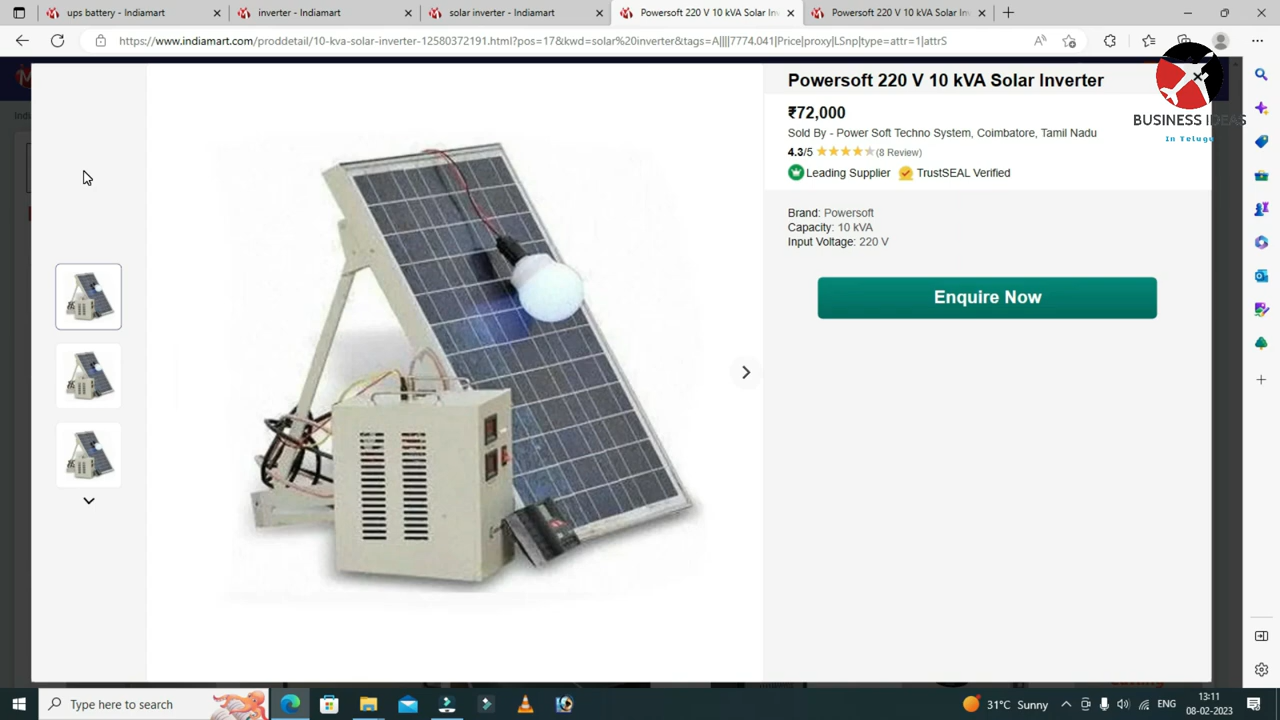 ups battery - Indiamart
inverter - Indiamart
solar inverter - Indiamart
Powersoft 220 V 10 kVA Solar Inv
Powersoft 220 V 10 kVA Solar Inv
https://www.indiamart.com/proddetail/10-kva-solar-inverter-12580372191.html?pos=17&kwd=solar%20inverter&tags=A||||7774.041|Price|proxy|LSnp|type=attr=1|attrS
Powersoft 220 V 10 kVA Solar Inverter
BUSINESS IDEAS
In Telugu
₹72,000
Sold By - Power Soft Techno System, Coimbatore, Tamil Nadu
4.3/5 (8 Review)
Leading Supplier TrustSEAL Verified
Brand: Powersoft
Capacity: 10 kVA
Input Voltage: 220 V
Enquire Now
Type here to search
31°C Sunny
ENG
13:11
08-02-2023